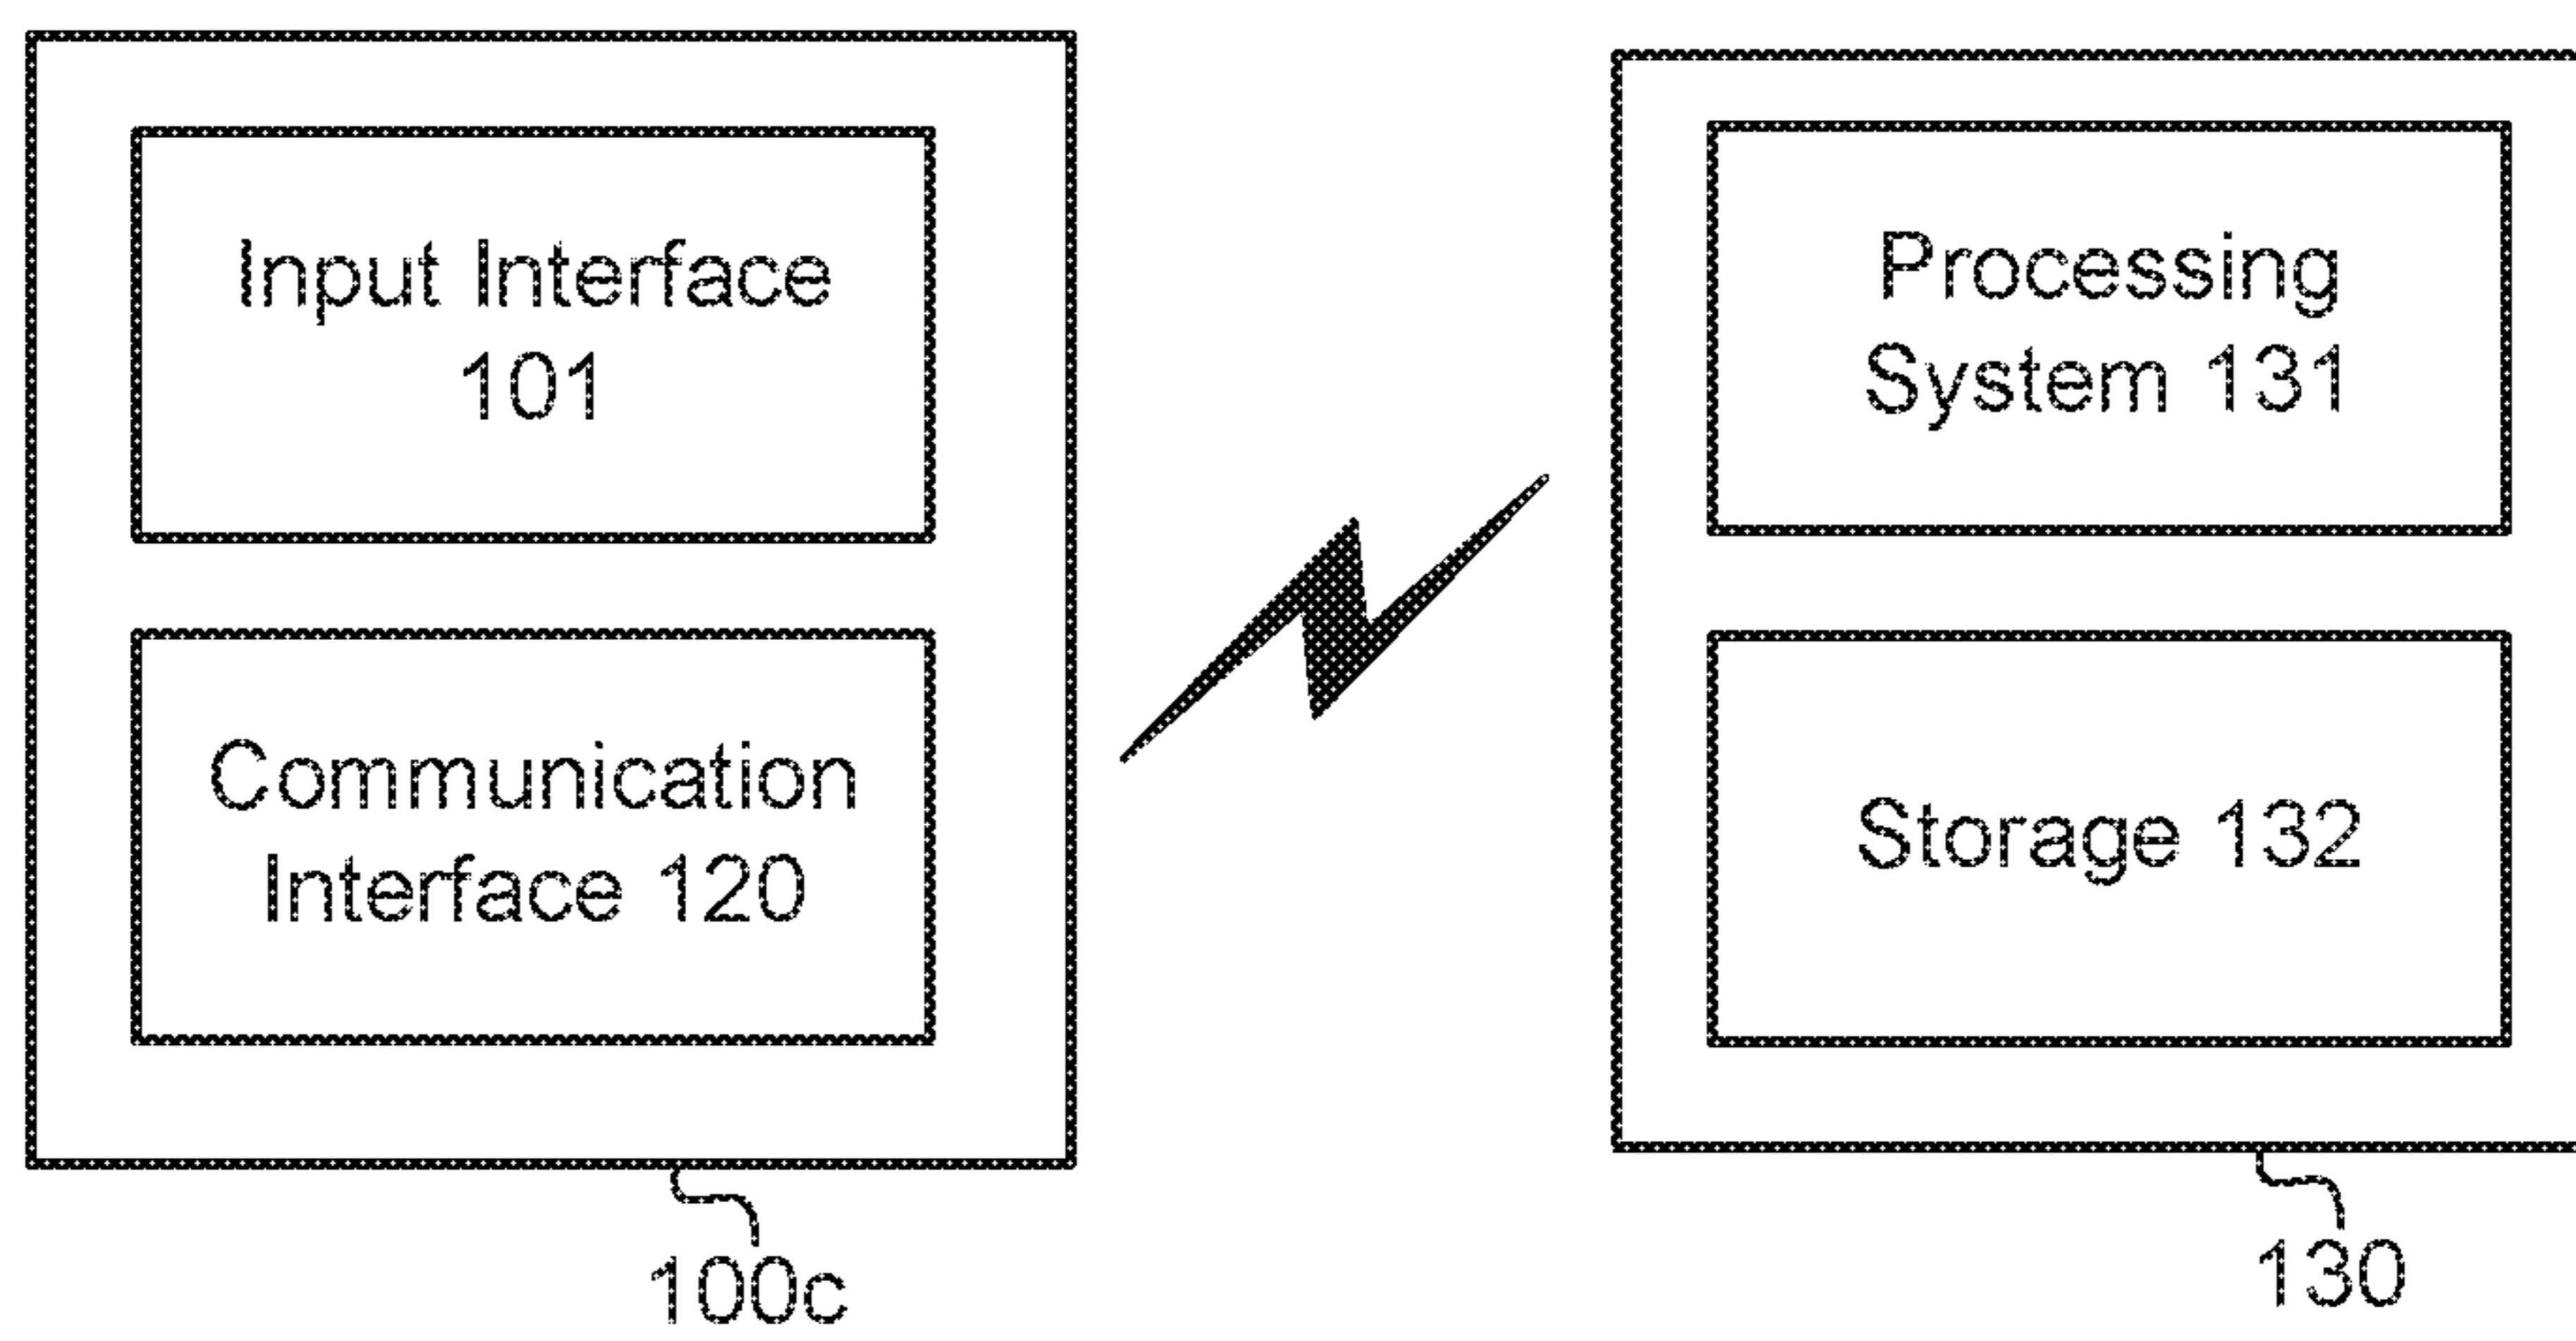 Input Interface
101
Communication
Interface 120
100c
Processing
System 131
Storage 132
130